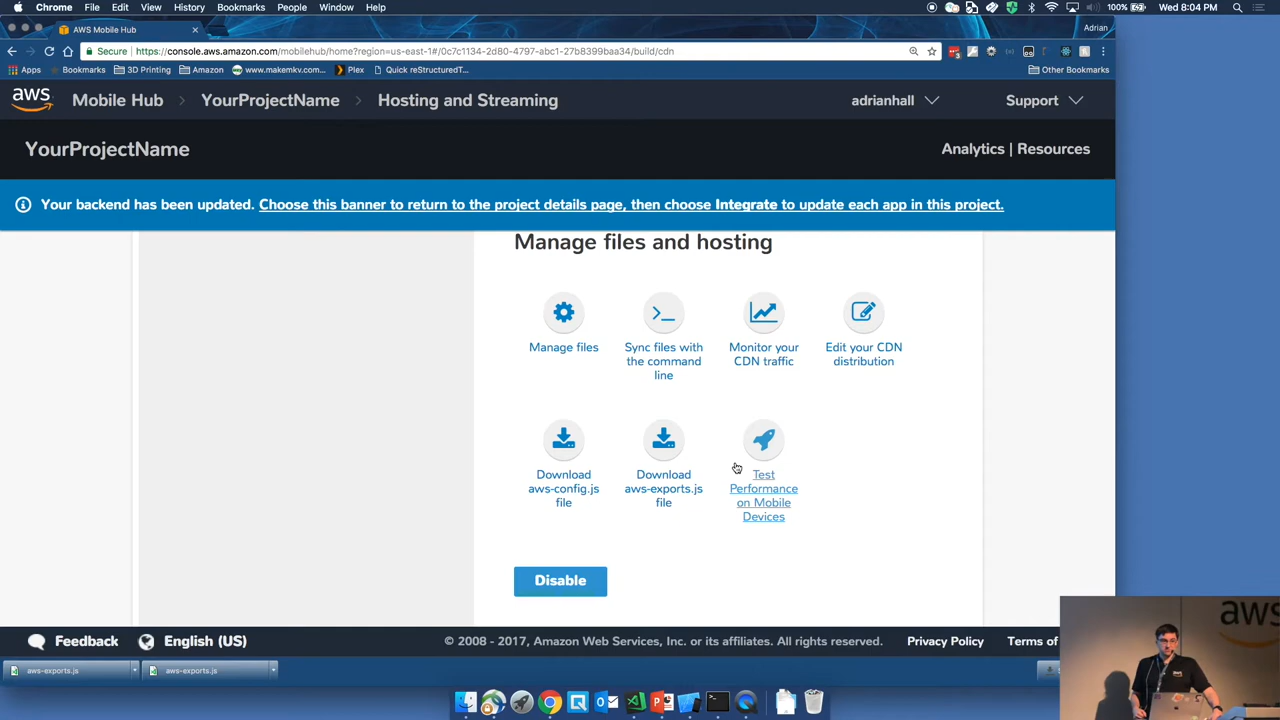 Chrome File Edit View History Bookmarks People Window Help 100% Wed 8:04 PM
AWS Mobile Hub Adrian
Secure https://console.aws.amazon.com/mobilehub/home?region=us-east-1#/0c7c1134-2d80-4797-abc1-27b8399baa34/build/cdn
Apps Bookmarks 3D Printing Amazon www.makemkv.com... Plex Quick reStructuredT... Other Bookmarks
aws Mobile Hub YourProjectName Hosting and Streaming adrianhall Support
YourProjectName Analytics | Resources
Your backend has been updated. Choose this banner to return to the project details page, then choose Integrate to update each app in this project.
Manage files and hosting
Manage files
Sync files with
the command
line
Monitor your
CDN traffic
Edit your CDN
distribution
Download
aws-config.js
file
Download
aws-exports.js
file
Test
Performance
on Mobile
Devices
Disable
Feedback English (US) © 2008 - 2017, Amazon Web Services, Inc. or its affiliates. All rights reserved. Privacy Policy Terms of
aws-exports.js aws-exports.js
aws